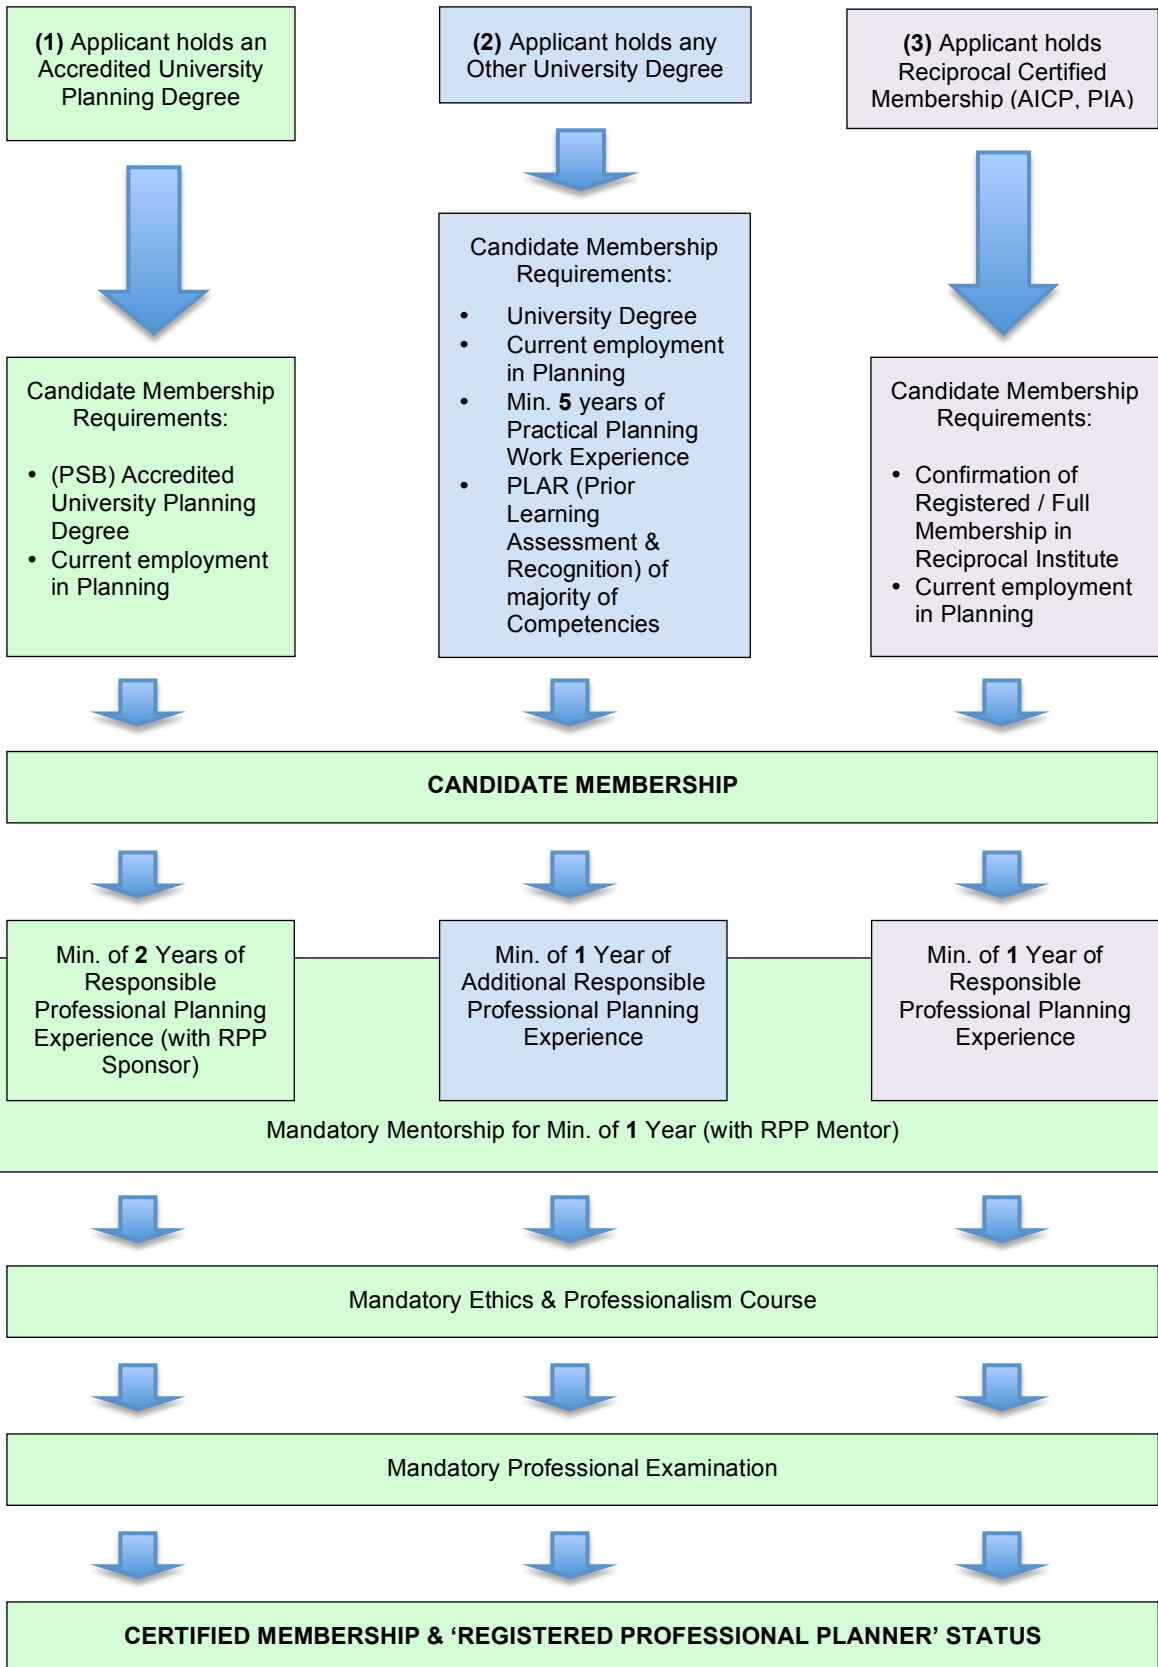 (1) Applicant holds an
Accredited University
Planning Degree
(2) Applicant holds any
Other University Degree
(3) Applicant holds
Reciprocal Certified
Membership (AICP, PIA)
Candidate Membership
Requirements:
• (PSB) Accredited
University Planning
Degree
• Current employment
in Planning
Candidate Membership
Requirements:
• University Degree
• Current employment
in Planning
• Min. 5 years of
Practical Planning
Work Experience
• PLAR (Prior
Learning
Assessment &
Recognition) of
majority of
Competencies
Candidate Membership
Requirements:
• Confirmation of
Registered / Full
Membership in
Reciprocal Institute
• Current employment
in Planning
CANDIDATE MEMBERSHIP
Min. of 2 Years of
Responsible
Professional Planning
Experience (with RPP
Sponsor)
Min. of 1 Year of
Additional Responsible
Professional Planning
Experience
Min. of 1 Year of
Responsible
Professional Planning
Experience
Mandatory Mentorship for Min. of 1 Year (with RPP Mentor)
Mandatory Ethics & Professionalism Course
Mandatory Professional Examination
CERTIFIED MEMBERSHIP & ‘REGISTERED PROFESSIONAL PLANNER’ STATUS